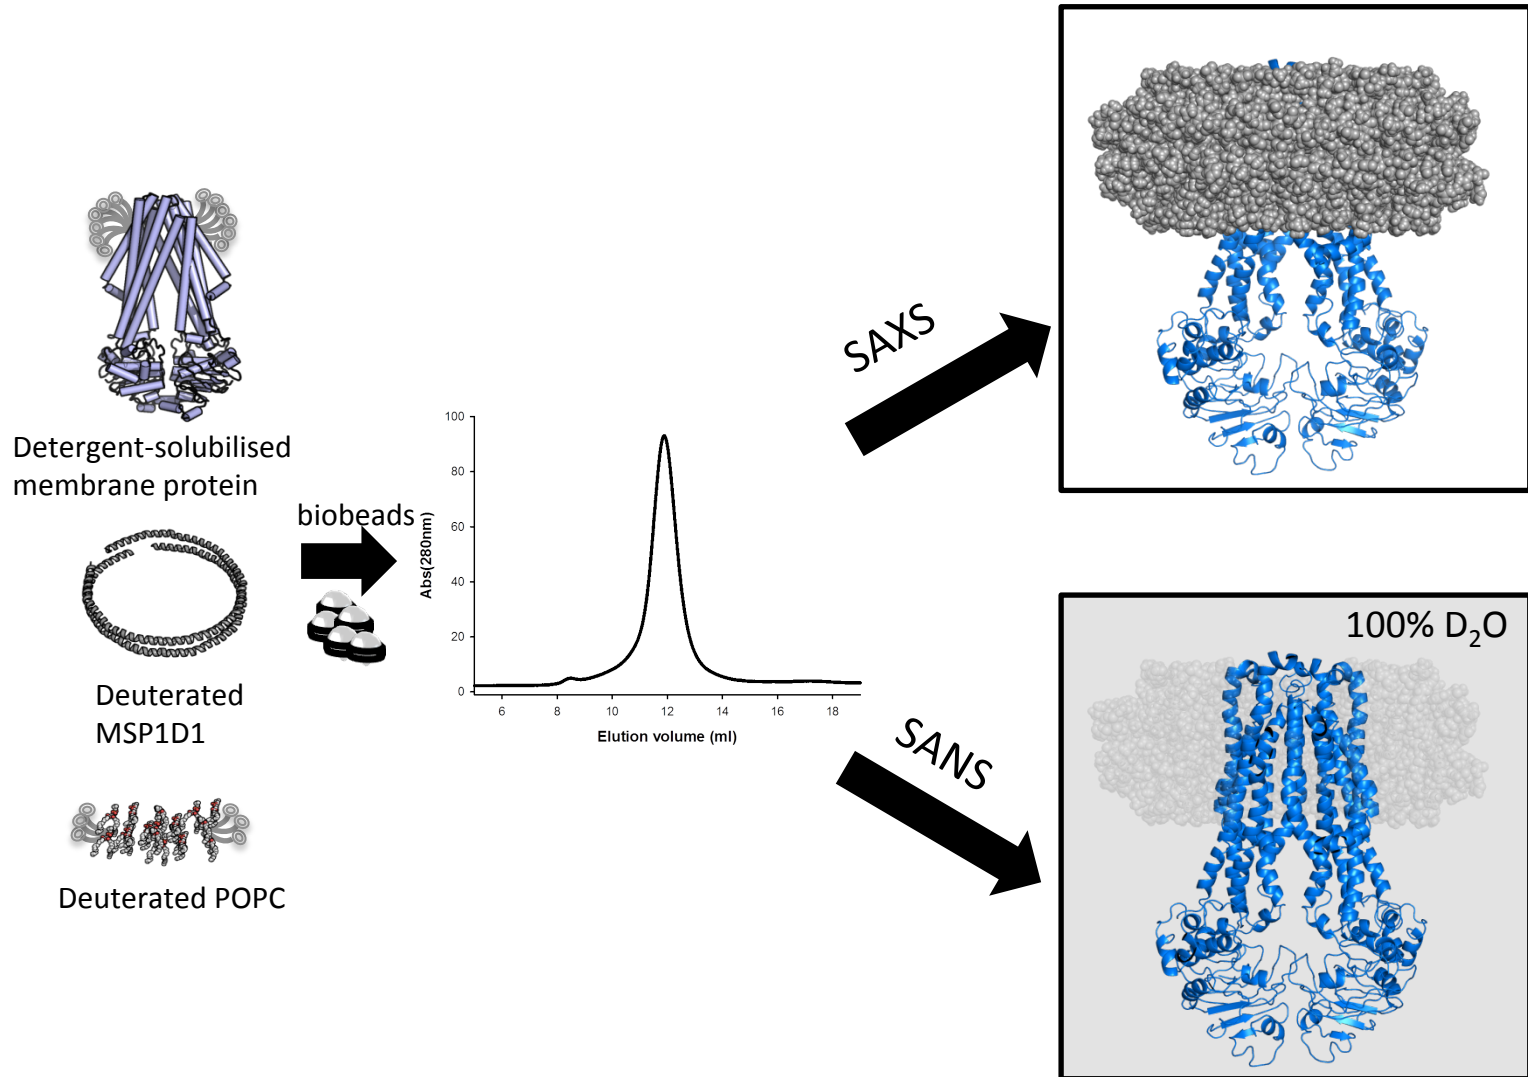 Detergent-solubilised
membrane protein
Deuterated
MSP1D1
Deuterated POPC
biobeads
Abs(280nm)
100
80
60
40
20
0
6 8 10 12 14 16 18
Elution volume (ml)
SAXS
SANS
100% D₂O